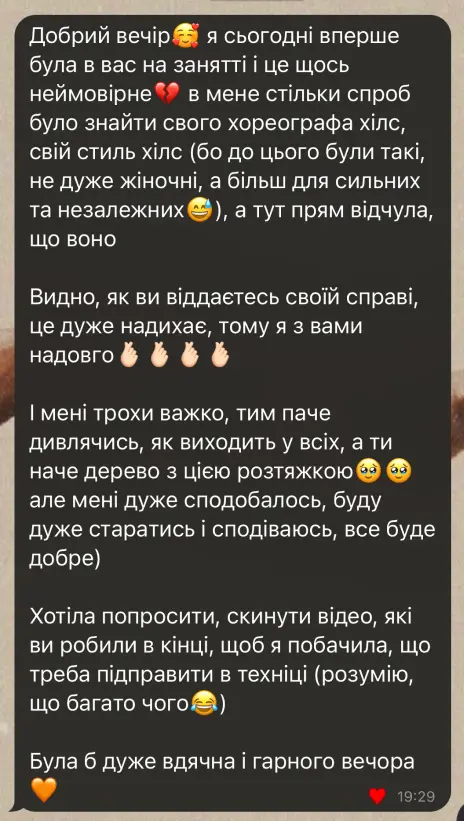 Добрий вечір🥰 я сьогодні вперше
була в вас на занятті і це щось
неймовірне💔 в мене стільки спроб
було знайти свого хореографа хілс,
свій стиль хілс (бо до цього були такі,
не дуже жіночні, а більш для сильних
та незалежних😅), а тут прям відчула,
що воно
Видно, як ви віддаєтесь своїй справі,
це дуже надихає, тому я з вами
надовго🫰🏻🫰🏻🫰🏻🫰🏻
І мені трохи важко, тим паче
дивлячись, як виходить у всіх, а ти
наче дерево з цією розтяжкою🥹🥹
але мені дуже сподобалось, буду
дуже старатись і сподіваюсь, все буде
добре)
Хотіла попросити, скинути відео, які
ви робили в кінці, щоб я побачила, що
треба підправити в техніці (розумію,
що багато чого😂)
Була б дуже вдячна і гарного вечора
🧡
♥️ 19:29